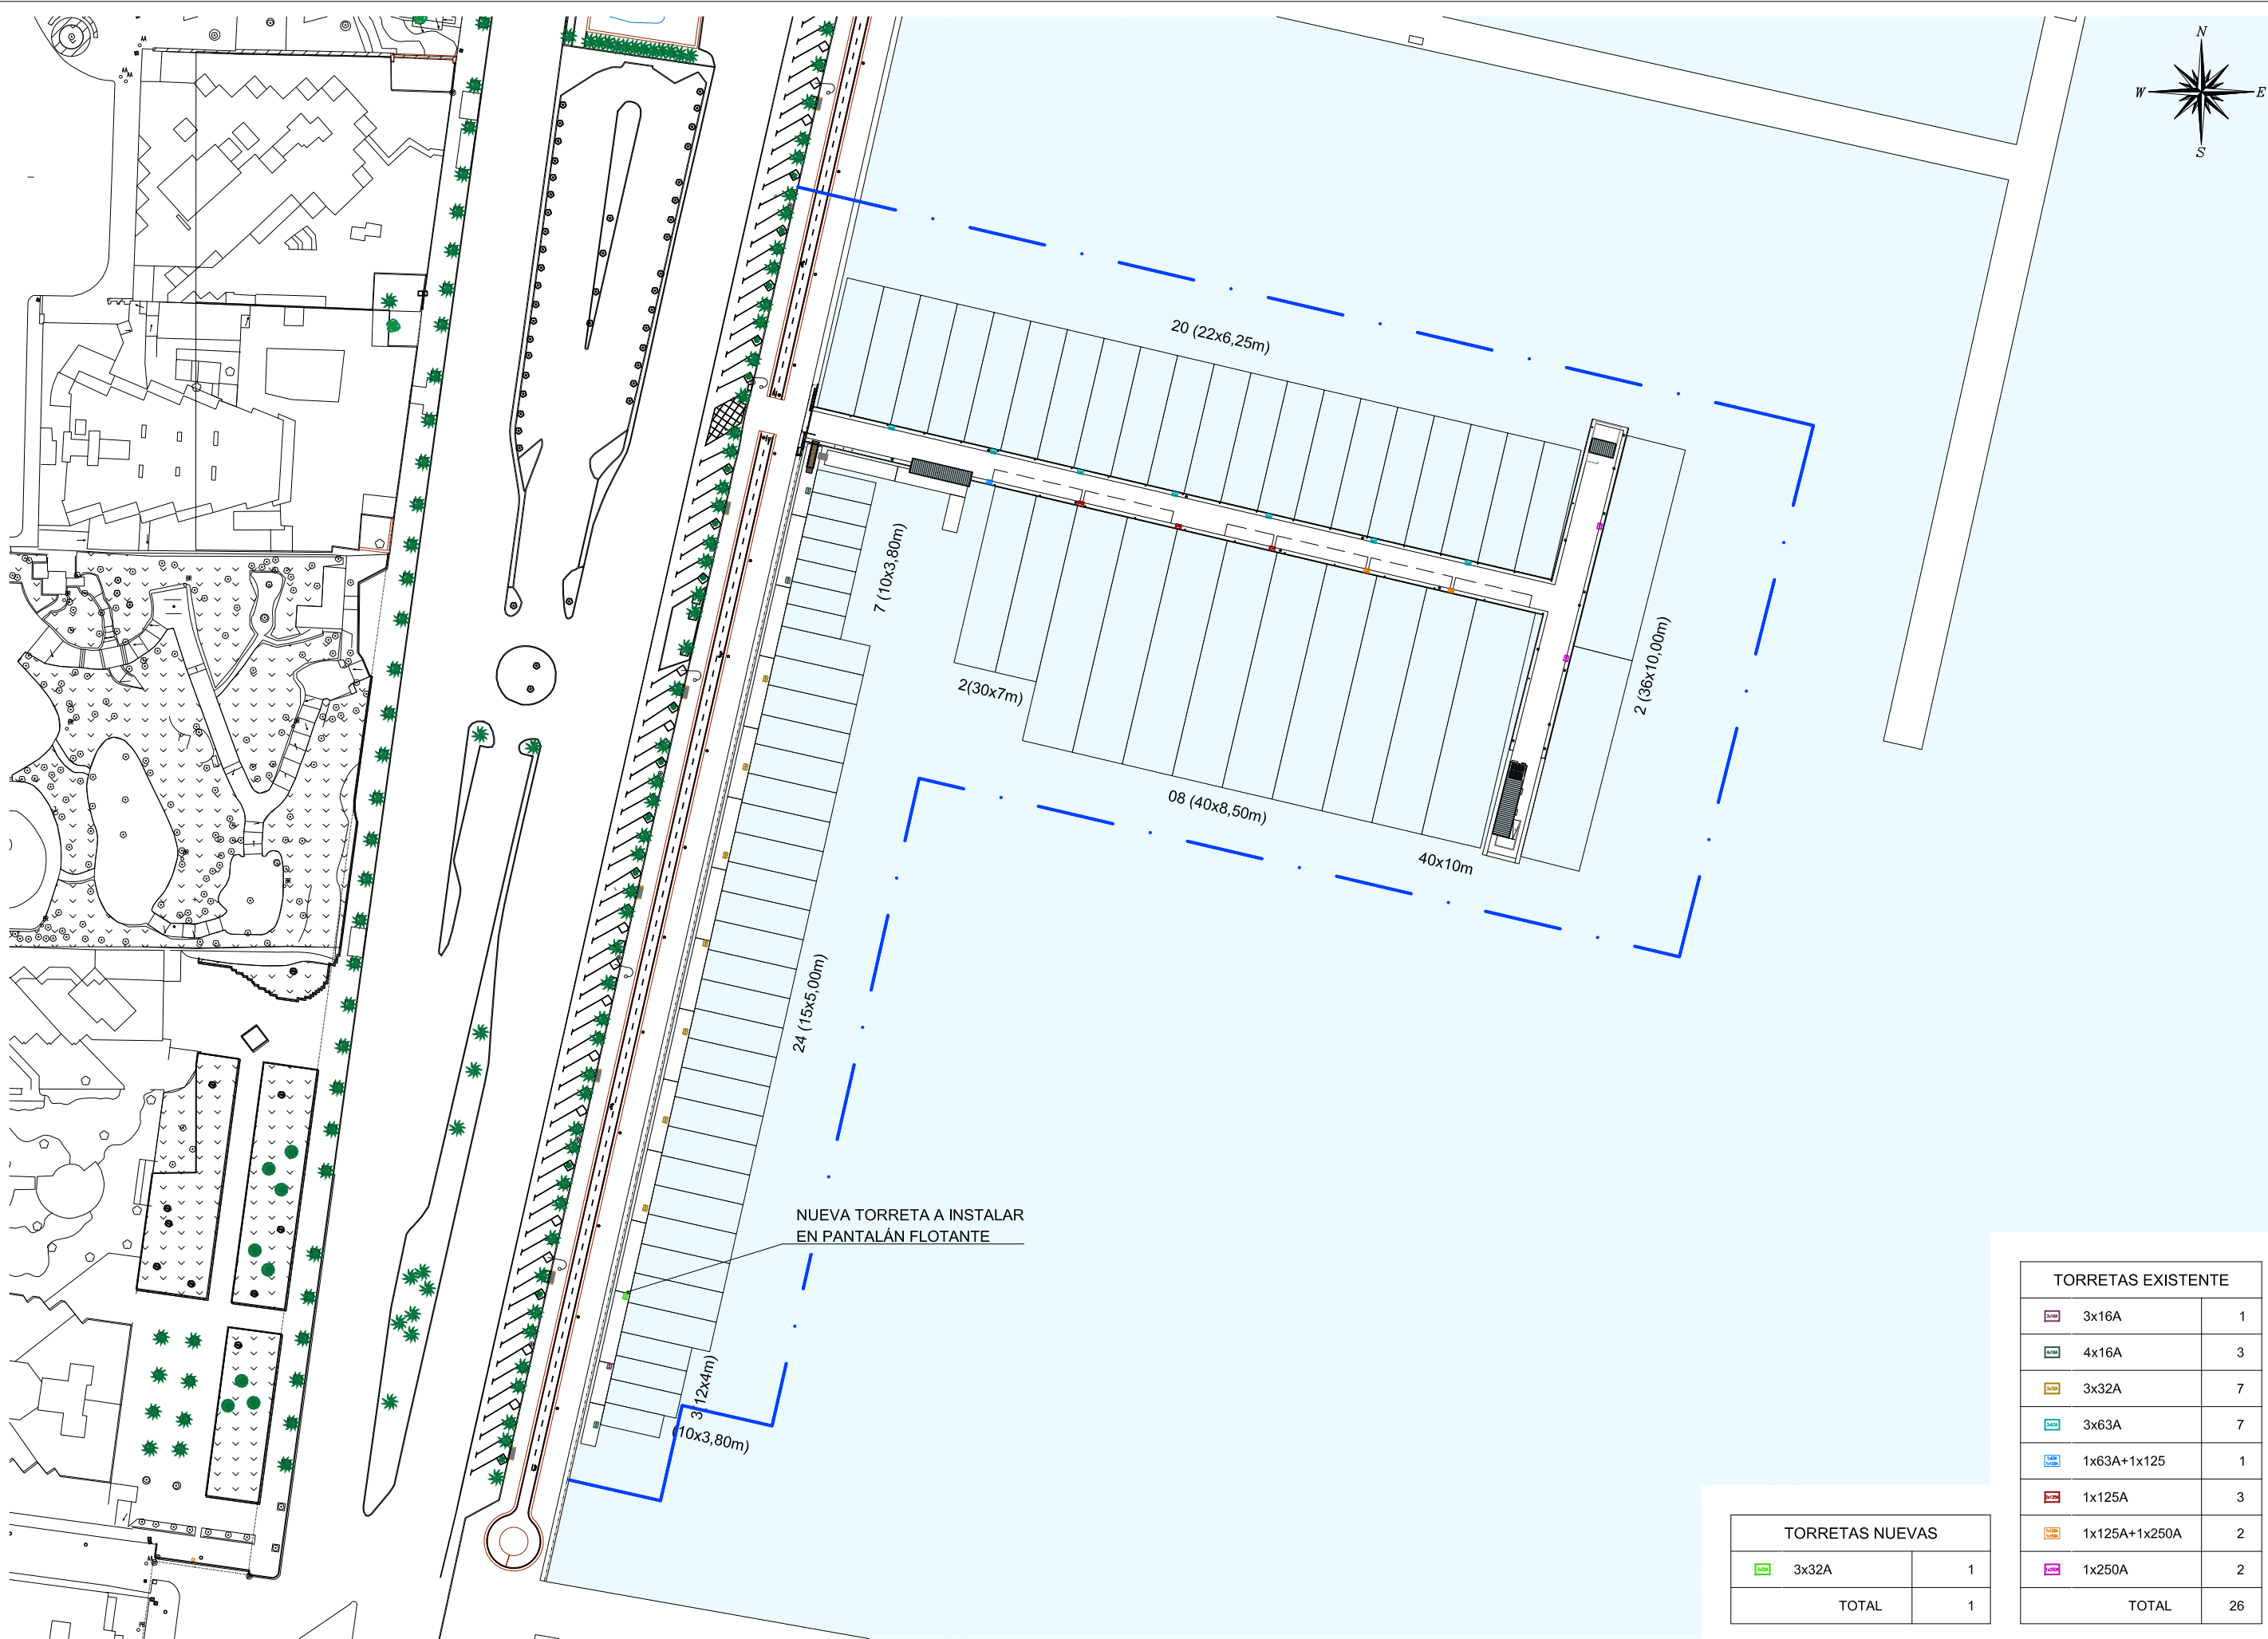 N
W
E
S
20 (22x6,25m)
7 (10x3,80m)
2(30x7m)
2 (36x10,00m)
08 (40x8,50m)
40x10m
24 (15x5,00m)
NUEVA TORRETA A INSTALAR
EN PANTALÁN FLOTANTE
3(12x4m)
(10x3,80m)
TORRETAS EXISTENTE
3x16A 1
4x16A 3
3x32A 7
3x63A 7
1x63A+1x125 1
1x125A 3
1x125A+1x250A 2
1x250A 2
TOTAL 26
TORRETAS NUEVAS
3x32A 1
TOTAL 1